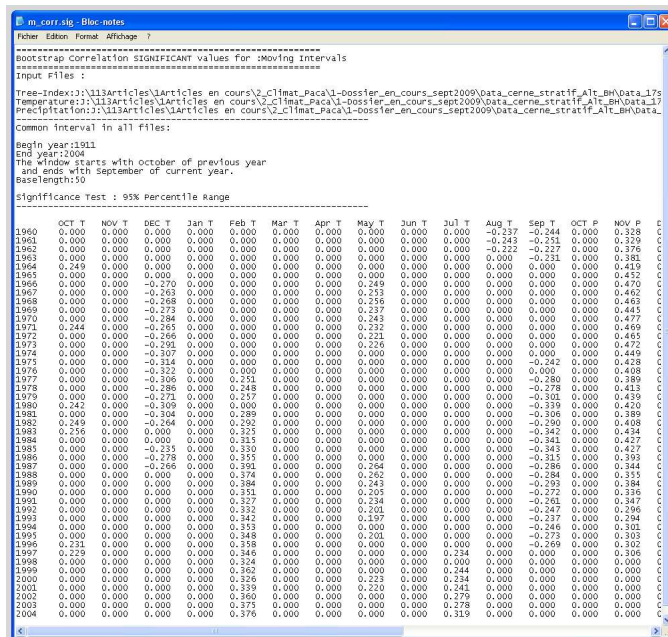 m_corr.sig - Bloc-notes
Fichier Edition Format Affichage ?
=======================================================
Bootstrap Correlation SIGNIFICANT values for :Moving Intervals
=======================================================
Input Files :
Tree-Index:J:\113Articles\1Articles en cours\2_Climat_Paca\1-Dossier_en_cours_sept2009\Data_cerne_stratif_Alt_BH\Data_17s
Temperature:J:\113Articles\1Articles en cours\2_Climat_Paca\1-Dossier_en_cours_sept2009\Data_cerne_stratif_Alt_BH\Data_17
Precipitation:J:\113Articles\1Articles en cours\2_Climat_Paca\1-Dossier_en_cours_sept2009\Data_cerne_stratif_Alt_BH\Data_
----------------------------------------------------------------
Common interval in all files:
Begin year:1911
End year:2004
The window starts with October of previous year
and ends with September of current year.
Baselength:50
Significance Test : 95% Percentile Range
----------------------------------------------------------------
OCT T NOV T DEC T Jan T Feb T Mar T Apr T May T Jun T Jul T Aug T Sep T OCT P NOV P D
1960 0.000 0.000 0.000 0.000 0.000 0.000 0.000 0.000 0.000 0.000 -0.237 -0.244 0.000 0.328 0
1961 0.000 0.000 0.000 0.000 0.000 0.000 0.000 0.000 0.000 0.000 -0.243 -0.251 0.000 0.329 0
1962 0.000 0.000 0.000 0.000 0.000 0.000 0.000 0.000 0.000 0.000 -0.222 -0.227 0.000 0.376 0
1963 0.000 0.000 0.000 0.000 0.000 0.000 0.000 0.000 0.000 0.000 0.000 -0.231 0.000 0.381 0
1964 0.249 0.000 0.000 0.000 0.000 0.000 0.000 0.000 0.000 0.000 0.000 0.000 0.000 0.419 0
1965 0.000 0.000 0.000 0.000 0.000 0.000 0.000 0.000 0.000 0.000 0.000 0.000 0.000 0.452 0
1966 0.000 0.000 -0.270 0.000 0.000 0.000 0.000 0.249 0.000 0.000 0.000 0.000 0.000 0.470 0
1967 0.000 0.000 -0.263 0.000 0.000 0.000 0.000 0.253 0.000 0.000 0.000 0.000 0.000 0.462 0
1968 0.000 0.000 -0.268 0.000 0.000 0.000 0.000 0.256 0.000 0.000 0.000 0.000 0.000 0.463 0
1969 0.000 0.000 -0.273 0.000 0.000 0.000 0.000 0.237 0.000 0.000 0.000 0.000 0.000 0.445 0
1970 0.000 0.000 -0.284 0.000 0.000 0.000 0.000 0.243 0.000 0.000 0.000 0.000 0.000 0.477 0
1971 0.244 0.000 -0.265 0.000 0.000 0.000 0.000 0.232 0.000 0.000 0.000 0.000 0.000 0.469 0
1972 0.000 0.000 -0.266 0.000 0.000 0.000 0.000 0.221 0.000 0.000 0.000 0.000 0.000 0.465 0
1973 0.000 0.000 -0.291 0.000 0.000 0.000 0.000 0.226 0.000 0.000 0.000 0.000 0.000 0.472 0
1974 0.000 0.000 -0.307 0.000 0.000 0.000 0.000 0.000 0.000 0.000 0.000 0.000 0.000 0.449 0
1975 0.000 0.000 -0.314 0.000 0.000 0.000 0.000 0.000 0.000 0.000 0.000 -0.242 0.000 0.428 0
1976 0.000 0.000 -0.322 0.000 0.000 0.000 0.000 0.000 0.000 0.000 0.000 0.000 0.000 0.408 0
1977 0.000 0.000 -0.306 0.000 0.251 0.000 0.000 0.000 0.000 0.000 0.000 -0.280 0.000 0.389 0
1978 0.000 0.000 -0.286 0.000 0.248 0.000 0.000 0.000 0.000 0.000 0.000 -0.278 0.000 0.413 0
1979 0.000 0.000 -0.271 0.000 0.257 0.000 0.000 0.000 0.000 0.000 0.000 -0.301 0.000 0.439 0
1980 0.242 0.000 -0.309 0.000 0.000 0.000 0.000 0.000 0.000 0.000 0.000 -0.339 0.000 0.420 0
1981 0.000 0.000 -0.304 0.000 0.289 0.000 0.000 0.000 0.000 0.000 0.000 -0.306 0.000 0.389 0
1982 0.249 0.000 -0.264 0.000 0.292 0.000 0.000 0.000 0.000 0.000 0.000 -0.290 0.000 0.408 0
1983 0.256 0.000 0.000 0.000 0.325 0.000 0.000 0.000 0.000 0.000 0.000 -0.342 0.000 0.434 0
1984 0.000 0.000 0.000 0.000 0.315 0.000 0.000 0.000 0.000 0.000 0.000 -0.341 0.000 0.427 0
1985 0.000 0.000 -0.235 0.000 0.330 0.000 0.000 0.000 0.000 0.000 0.000 -0.343 0.000 0.427 0
1986 0.000 0.000 -0.278 0.000 0.355 0.000 0.000 0.000 0.000 0.000 0.000 -0.315 0.000 0.393 0
1987 0.000 0.000 -0.266 0.000 0.391 0.000 0.000 0.264 0.000 0.000 0.000 -0.286 0.000 0.344 0
1988 0.000 0.000 0.000 0.000 0.374 0.000 0.000 0.262 0.000 0.000 0.000 -0.284 0.000 0.355 0
1989 0.000 0.000 0.000 0.000 0.384 0.000 0.000 0.243 0.000 0.000 0.000 -0.293 0.000 0.384 0
1990 0.000 0.000 0.000 0.000 0.351 0.000 0.000 0.205 0.000 0.000 0.000 -0.272 0.000 0.336 0
1991 0.000 0.000 0.000 0.000 0.327 0.000 0.000 0.234 0.000 0.000 0.000 -0.261 0.000 0.347 0
1992 0.000 0.000 0.000 0.000 0.332 0.000 0.000 0.201 0.000 0.000 0.000 -0.247 0.000 0.296 0
1993 0.000 0.000 0.000 0.000 0.342 0.000 0.000 0.197 0.000 0.000 0.000 -0.237 0.000 0.294 0
1994 0.000 0.000 0.000 0.000 0.353 0.000 0.000 0.000 0.000 0.000 0.000 -0.246 0.000 0.301 0
1995 0.000 0.000 0.000 0.000 0.348 0.000 0.000 0.201 0.000 0.000 0.000 -0.273 0.000 0.303 0
1996 0.231 0.000 0.000 0.000 0.358 0.000 0.000 0.000 0.000 0.000 0.000 -0.269 0.000 0.302 0
1997 0.229 0.000 0.000 0.000 0.346 0.000 0.000 0.000 0.000 0.234 0.000 0.000 0.000 0.306 0
1998 0.000 0.000 0.000 0.000 0.324 0.000 0.000 0.000 0.000 0.000 0.000 0.000 0.000 0.000 0
1999 0.000 0.000 0.000 0.000 0.362 0.000 0.000 0.000 0.000 0.244 0.000 0.000 0.000 0.000 0
2000 0.000 0.000 0.000 0.000 0.326 0.000 0.000 0.223 0.000 0.234 0.000 0.000 0.000 0.000 0
2001 0.000 0.000 0.000 0.000 0.339 0.000 0.000 0.220 0.000 0.241 0.000 0.000 0.000 0.000 0
2002 0.000 0.000 0.000 0.000 0.360 0.000 0.000 0.000 0.000 0.279 0.000 0.000 0.000 0.000 0
2003 0.000 0.000 0.000 0.000 0.375 0.000 0.000 0.000 0.000 0.278 0.000 0.000 0.000 0.000 0
2004 0.000 0.000 0.000 0.000 0.376 0.000 0.000 0.000 0.000 0.319 0.000 0.000 0.000 0.000 0